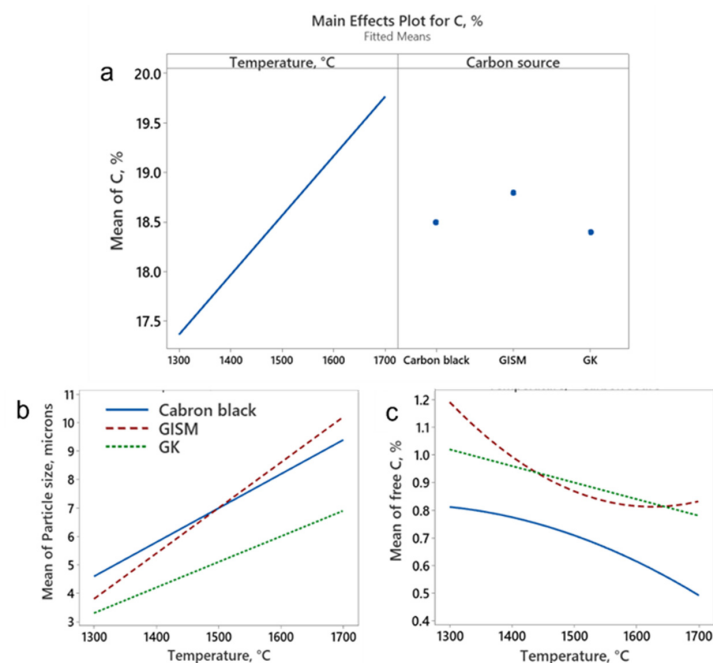 Main Effects Plot for C, %
Fitted Means
a
Temperature, °C
Carbon source
Mean of C, %
20.0
19.5
19.0
18.5
18.0
17.5
1300 1400 1500 1600 1700
Carbon black GISM GK
b
Mean of Particle size, microns
11
10
9
8
7
6
5
4
3
Cabron black
GISM
GK
1300 1400 1500 1600 1700
Temperature, °C
c
Mean of free C, %
1.2
1.1
1.0
0.9
0.8
0.7
0.6
0.5
0.4
1300 1400 1500 1600 1700
Temperature, °C